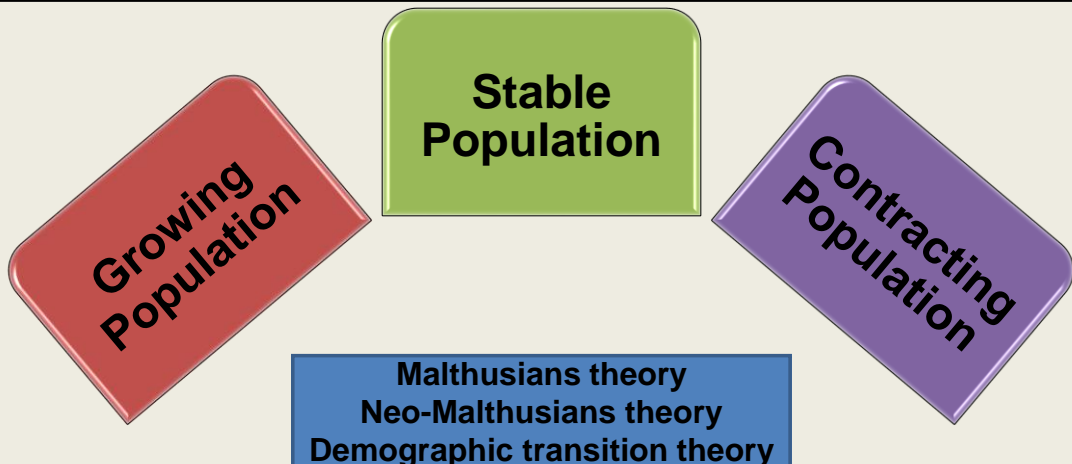 Stable
Population
Growing
Population
Contracting
Population
Malthusians theory
Neo-Malthusians theory
Demographic transition theory